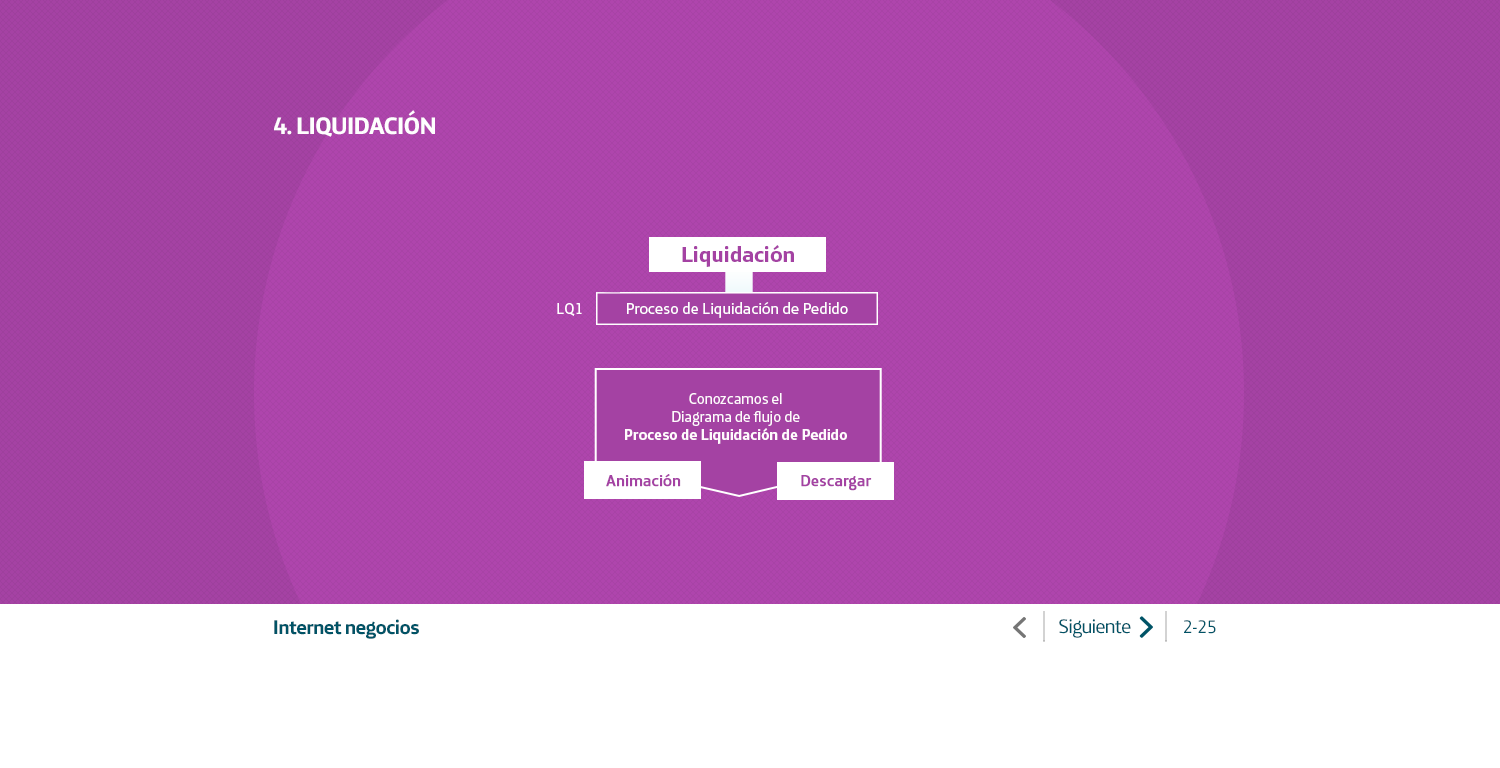 4. LIQUIDACIÓN
Liquidación
LQ1 Proceso de Liquidación de Pedido
Conozcamos el
Diagrama de flujo de
Proceso de Liquidación de Pedido
Animación Descargar
Internet negocios Siguiente 2-25